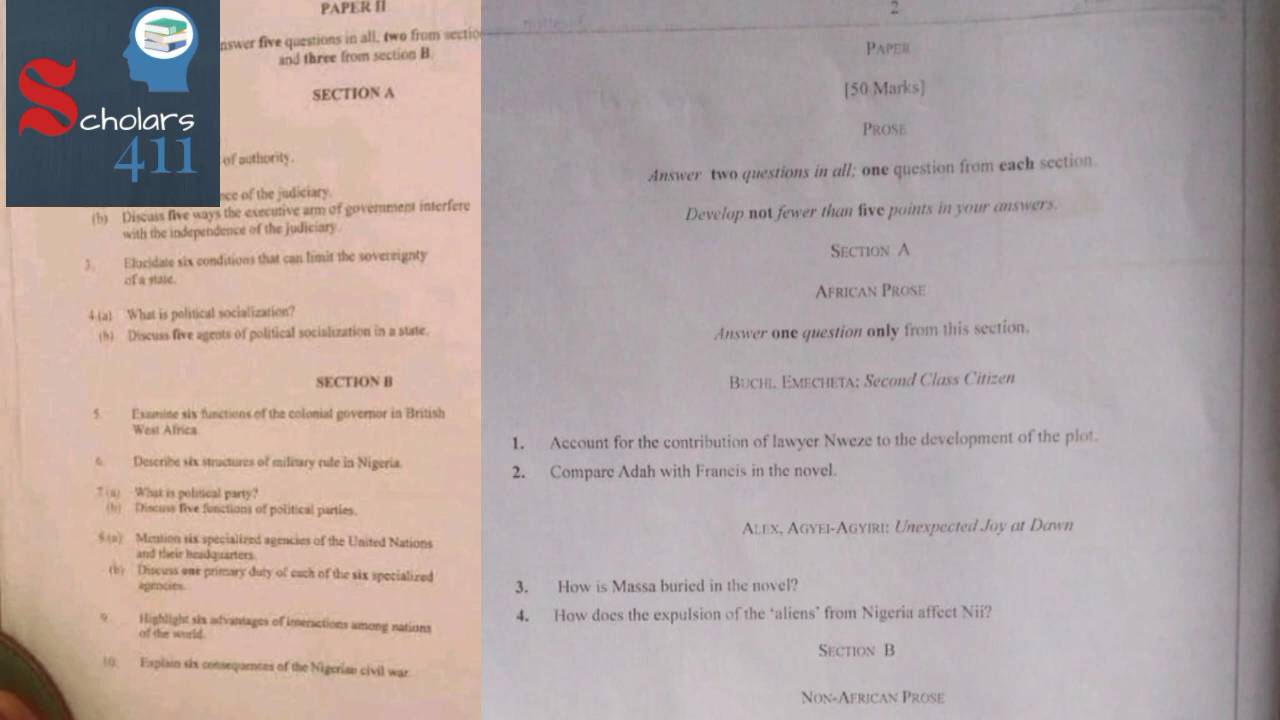 Scholars
411
PAPER II
nswer five questions in all, two from sectio
and three from section B.
SECTION A
of authority.
ce of the judiciary.
(b) Discuss five ways the executive arm of government interfere
with the independence of the judiciary.
3. Elucidate six conditions that can limit the sovereignty
of a state.
4.(a) What is political socialization?
(b) Discuss five agents of political socialization in a state.
SECTION B
5. Examine six functions of the colonial governor in British
West Africa.
6. Describe six structures of military rule in Nigeria.
7.(a) What is political party?
(b) Discuss five functions of political parties.
8.(a) Mention six specialized agencies of the United Nations
and their headquarters.
(b) Discuss one primary duty of each of the six specialized
agencies.
9. Highlight six advantages of interactions among nations
of the world.
10. Explain six consequences of the Nigerian civil war.
2
PAPER
[50 Marks]
PROSE
Answer two questions in all; one question from each section.
Develop not fewer than five points in your answers.
SECTION A
AFRICAN PROSE
Answer one question only from this section.
BUCHI, EMECHETA: Second Class Citizen
1. Account for the contribution of lawyer Nweze to the development of the plot.
2. Compare Adah with Francis in the novel.
ALEX, AGYEI-AGYIRI: Unexpected Joy at Dawn
3. How is Massa buried in the novel?
4. How does the expulsion of the 'aliens' from Nigeria affect Nii?
SECTION B
NON-AFRICAN PROSE